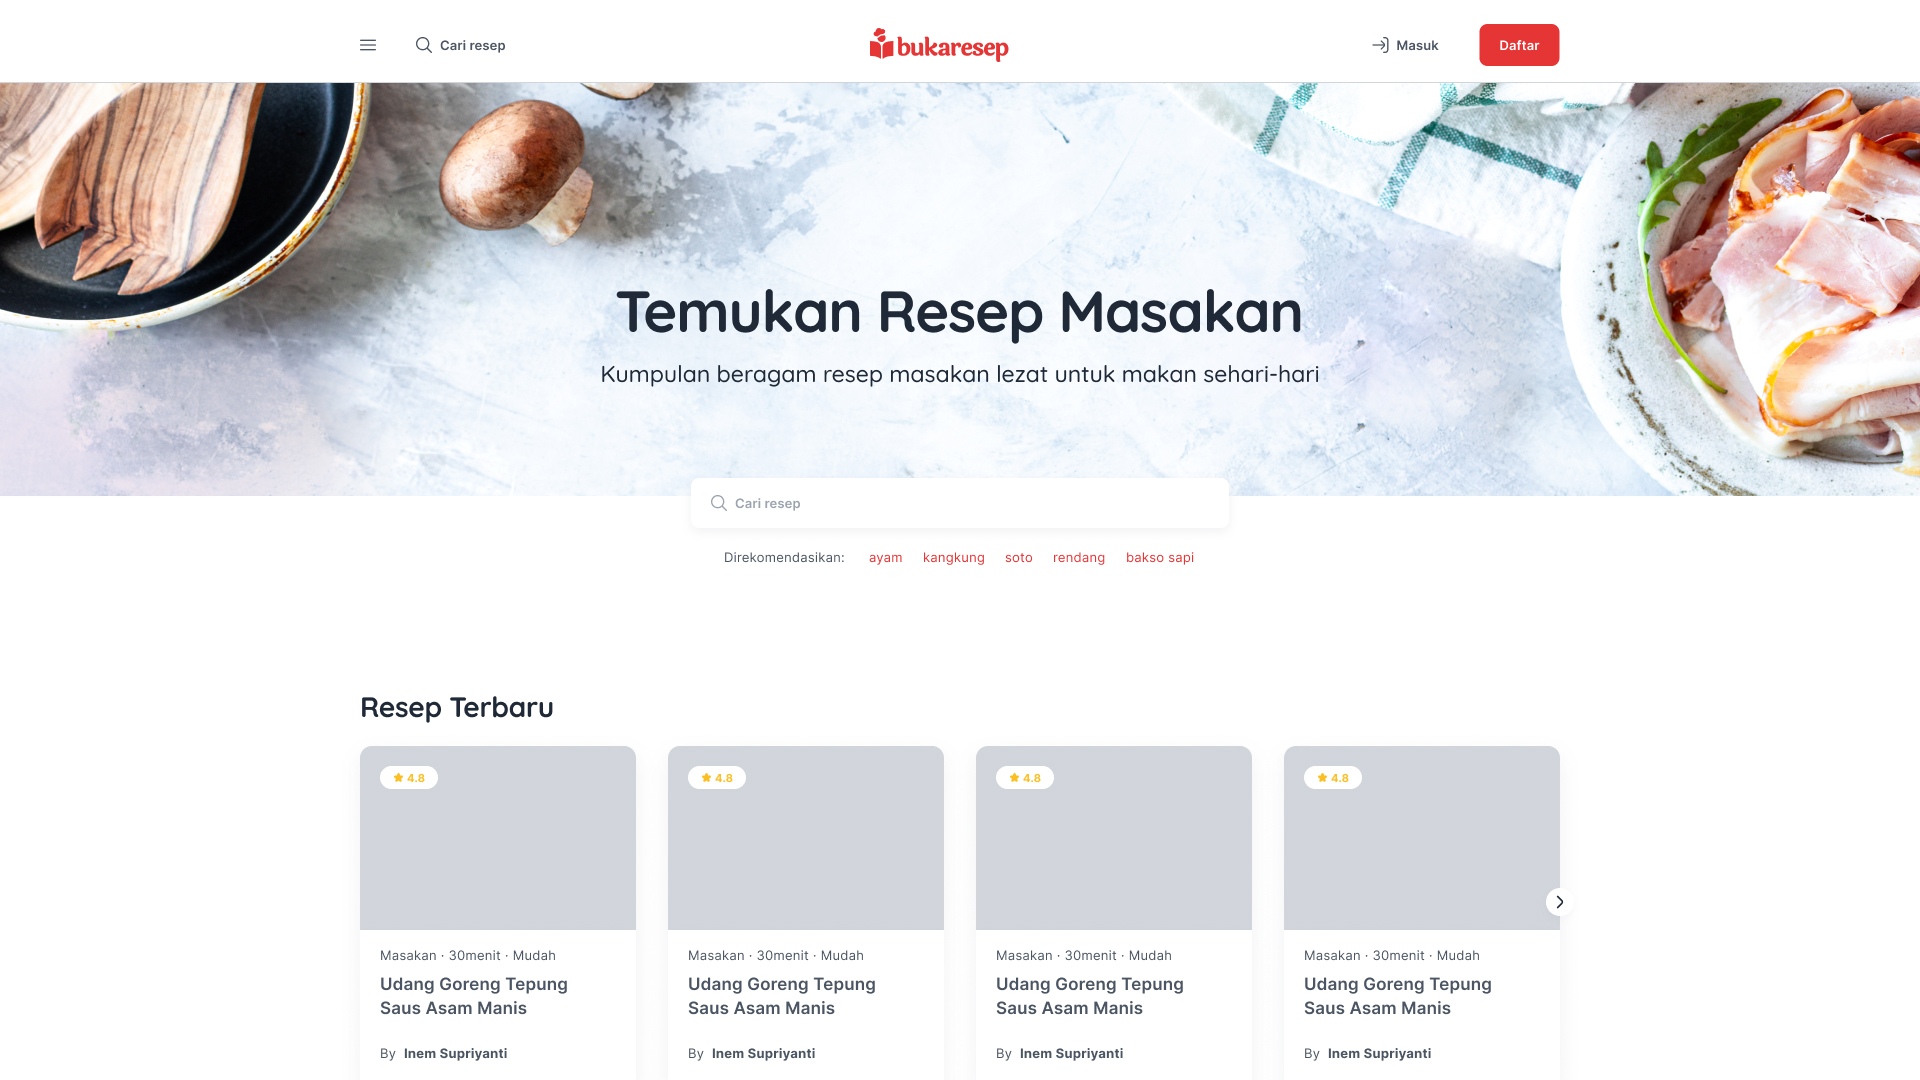 Cari resep
bukaresep
Masuk
Daftar
Temukan Resep Masakan
Kumpulan beragam resep masakan lezat untuk makan sehari-hari
Cari resep
Direkomendasikan: ayam kangkung soto rendang bakso sapi
Resep Terbaru
4.8
Masakan · 30menit · Mudah
Udang Goreng Tepung
Saus Asam Manis
By Inem Supriyanti
4.8
Masakan · 30menit · Mudah
Udang Goreng Tepung
Saus Asam Manis
By Inem Supriyanti
4.8
Masakan · 30menit · Mudah
Udang Goreng Tepung
Saus Asam Manis
By Inem Supriyanti
4.8
Masakan · 30menit · Mudah
Udang Goreng Tepung
Saus Asam Manis
By Inem Supriyanti